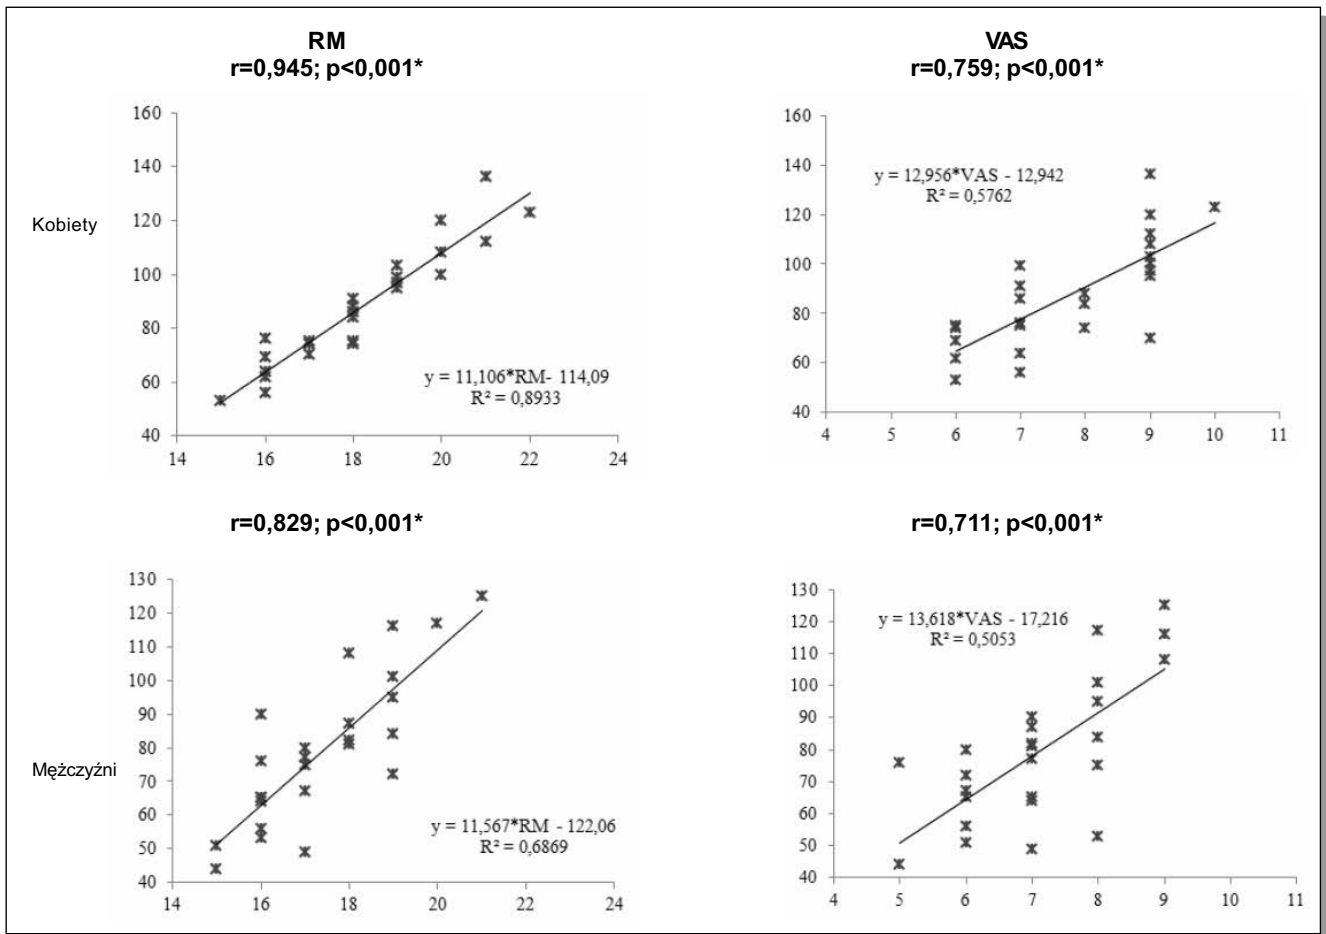 RM
r=0,945; p<0,001*
VAS
r=0,759; p<0,001*
Kobiety
160
140
120
100
80
60
40
14 16 18 20 22 24
y = 11,106*RM- 114,09
R² = 0,8933
160
140
120
100
80
60
40
4 5 6 7 8 9 10 11
y = 12,956*VAS - 12,942
R² = 0,5762
r=0,829; p<0,001*
r=0,711; p<0,001*
Mężczyźni
130
120
110
100
90
80
70
60
50
40
14 16 18 20 22 24
y = 11,567*RM - 122,06
R² = 0,6869
130
120
110
100
90
80
70
60
50
40
4 5 6 7 8 9 10 11
y = 13,618*VAS - 17,216
R² = 0,5053